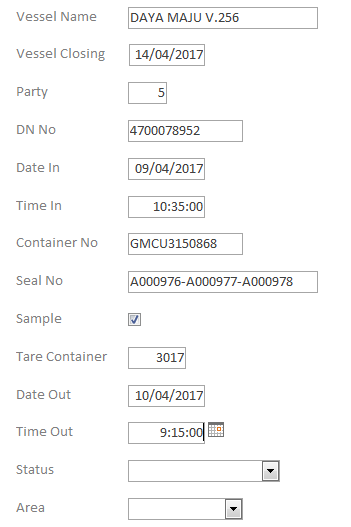 Vessel Name DAYA MAJU V.256
Vessel Closing 14/04/2017
Party 5
DN No 4700078952
Date In 09/04/2017
Time In 10:35:00
Container No GMCU3150868
Seal No A000976-A000977-A000978
Sample
Tare Container 3017
Date Out 10/04/2017
Time Out 9:15:00
Status
Area